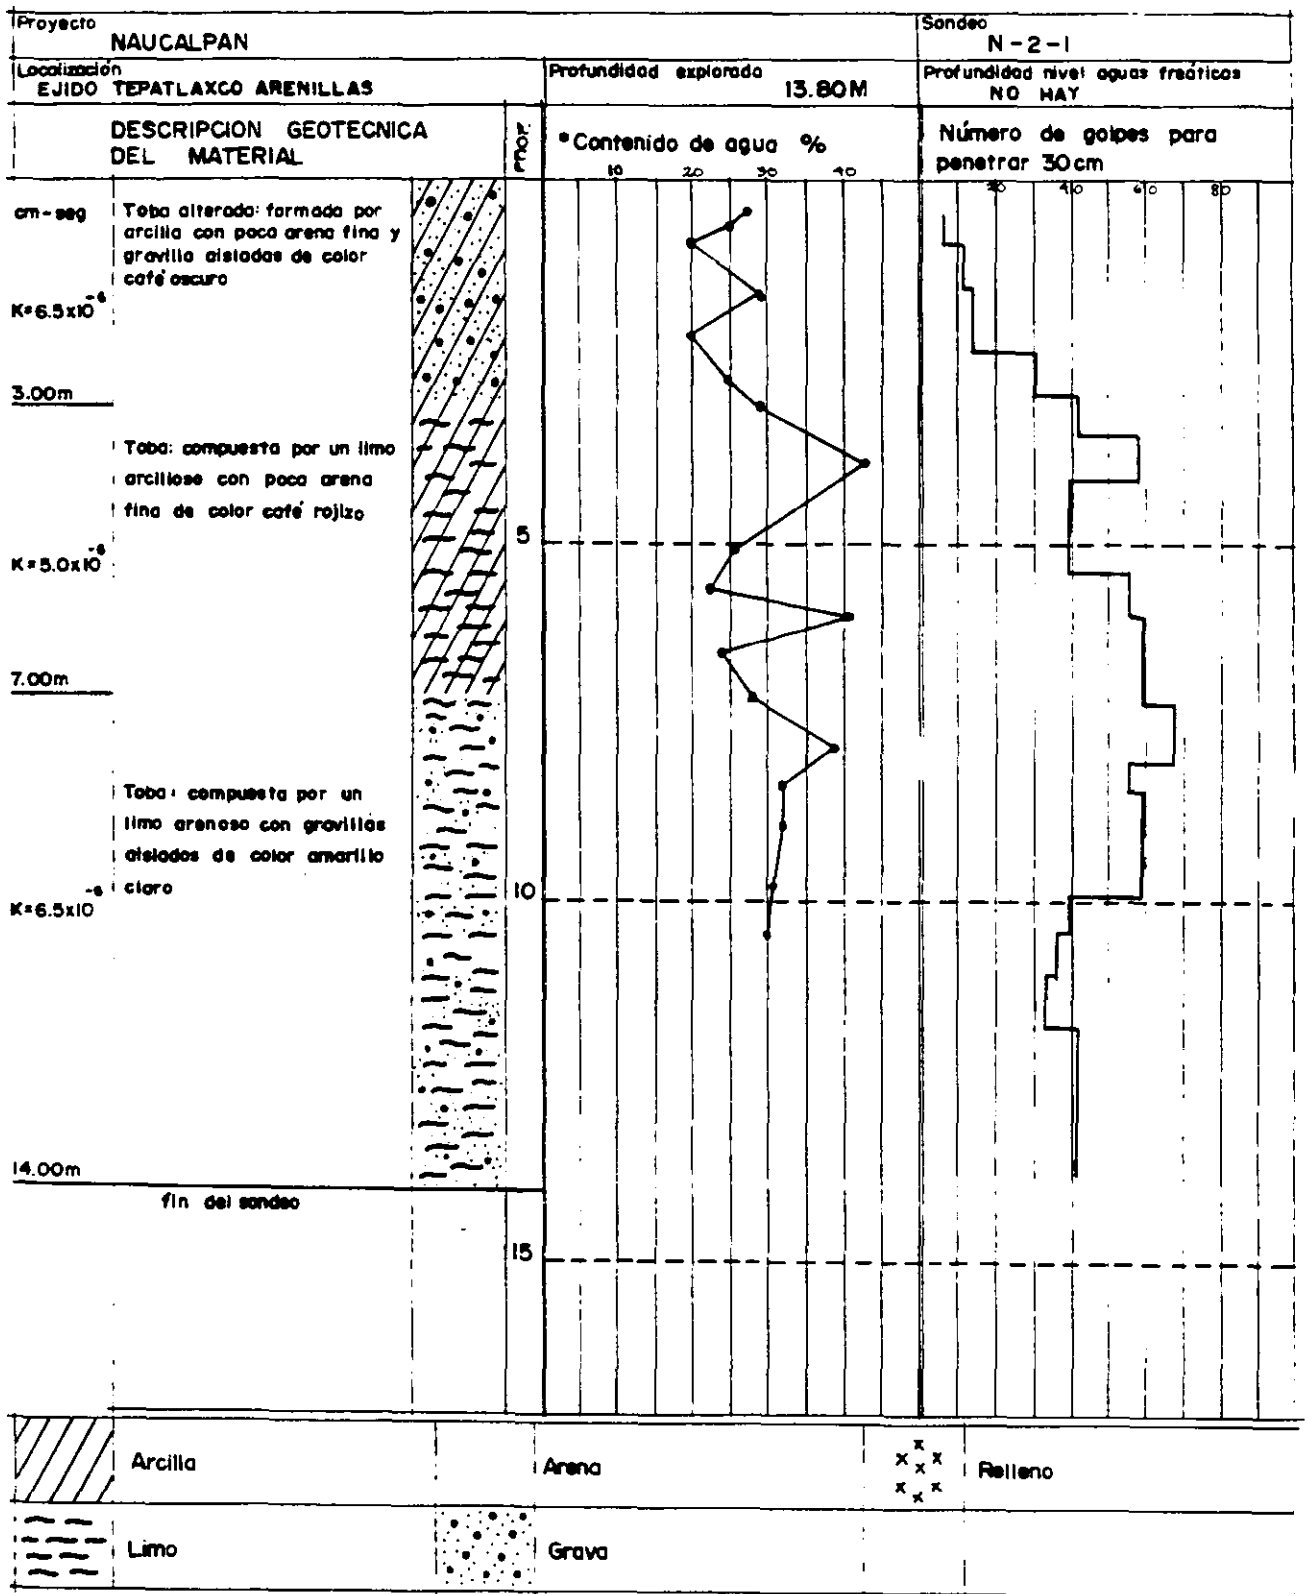 Proyecto
NAUCALPAN
Sondeo
N-2-1
Localización
EJIDO TEPATLAXCO ARENILLAS
Profundidad explorada
13.80M
Profundidad nivel aguas freáticas
NO HAY
DESCRIPCION GEOTECNICA
DEL MATERIAL
PROF.
•Contenido de agua %
10 20 30 40
Número de golpes para
penetrar 30cm
20 40 60 80
cm-seg
Toba alterada: formada por
arcilla con poca arena fina y
gravilla aisladas de color
café oscuro
K=6.5x10-6
3.00m
Toba: compuesta por un limo
arcilloso con poca arena
fina de color café rojizo
5
K=5.0x10-6
7.00m
Toba: compuesta por un
limo arenoso con gravillas
aislados de color amarillo
claro
10
K=6.5x10-6
14.00m
fin del sondeo
15
Arcilla
Arena
Relleno
Limo
Grava